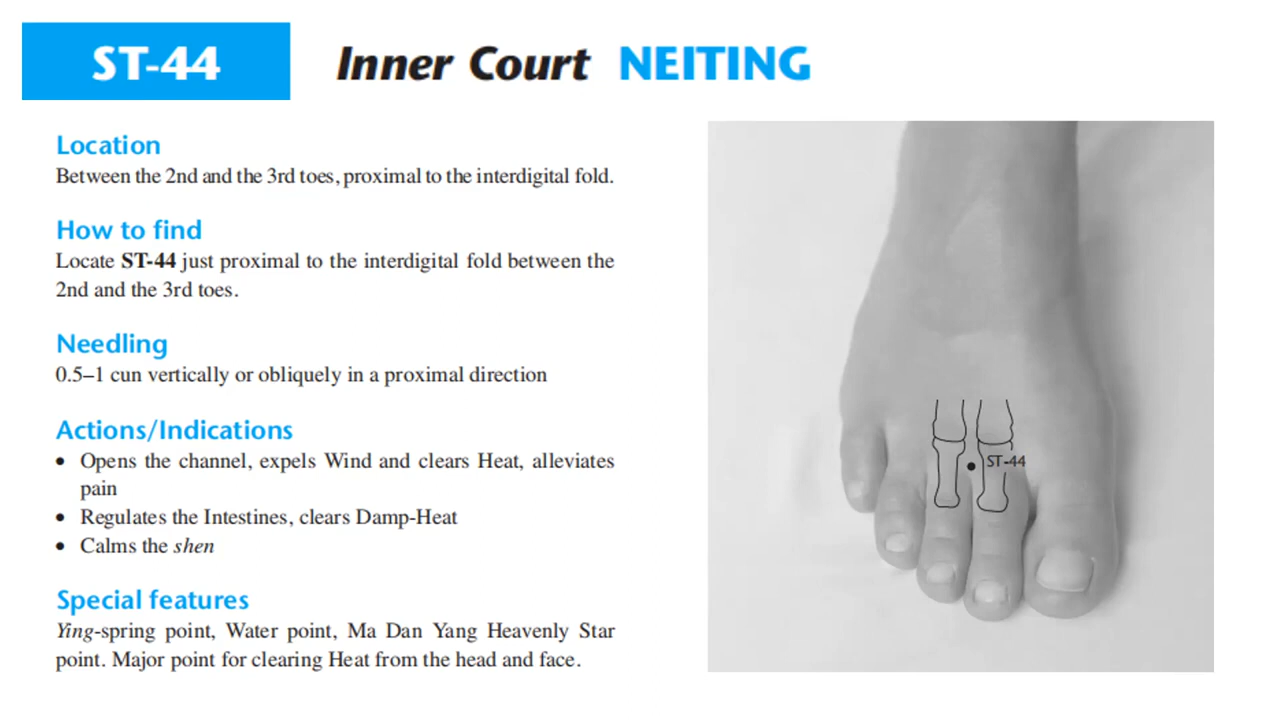 ST-44
Inner Court NEITING
Location
Between the 2nd and the 3rd toes, proximal to the interdigital fold.
How to find
Locate ST-44 just proximal to the interdigital fold between the
2nd and the 3rd toes.
Needling
0.5–1 cun vertically or obliquely in a proximal direction
Actions/Indications
• Opens the channel, expels Wind and clears Heat, alleviates
pain
• Regulates the Intestines, clears Damp-Heat
• Calms the shen
Special features
Ying-spring point, Water point, Ma Dan Yang Heavenly Star
point. Major point for clearing Heat from the head and face.
ST-44